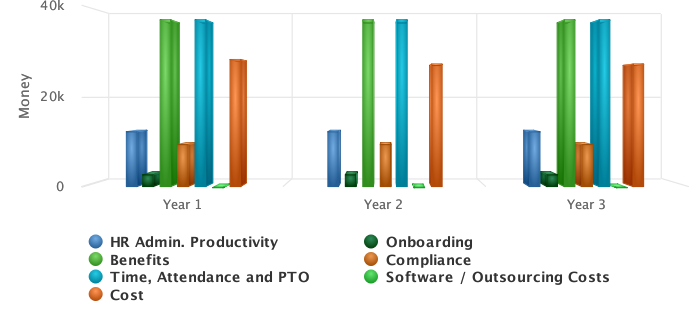 40k
20k
0
Money
Year 1 Year 2 Year 3
HR Admin. Productivity Onboarding
Benefits Compliance
Time, Attendance and PTO Software / Outsourcing Costs
Cost